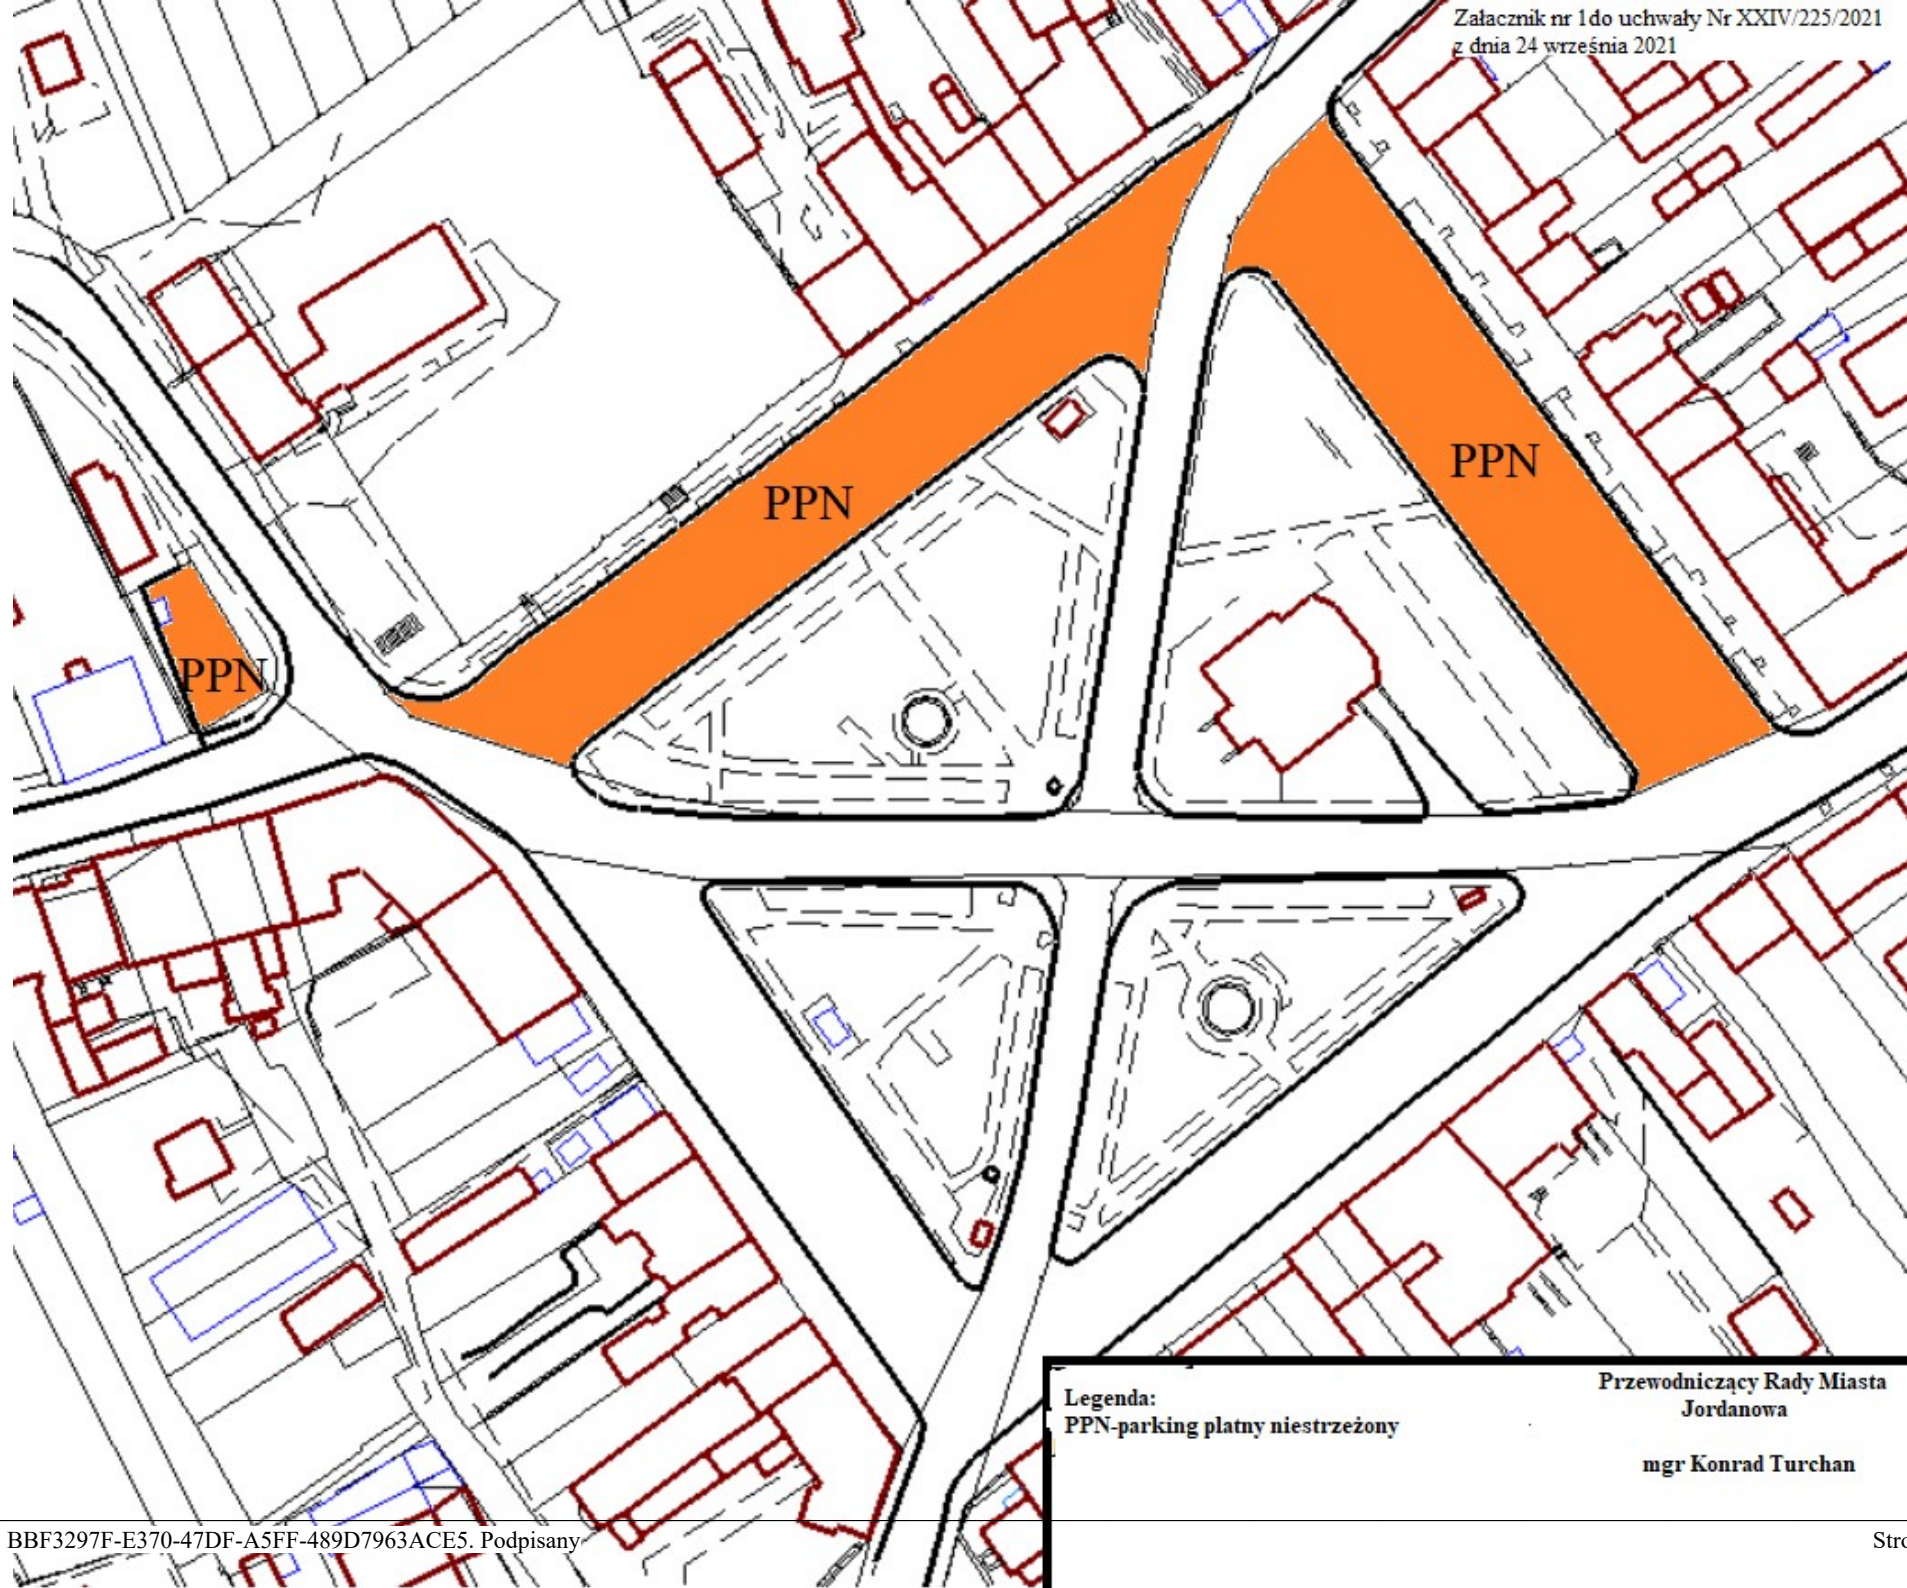 Załacznik nr 1do uchwały Nr XXIV/225/2021
z dnia 24 września 2021
PPN
PPN
PPN
Legenda:
PPN-parking płatny niestrzeżony
Przewodniczący Rady Miasta
Jordanowa
mgr Konrad Turchan
BBF3297F-E370-47DF-A5FF-489D7963ACE5. Podpisany
Stro